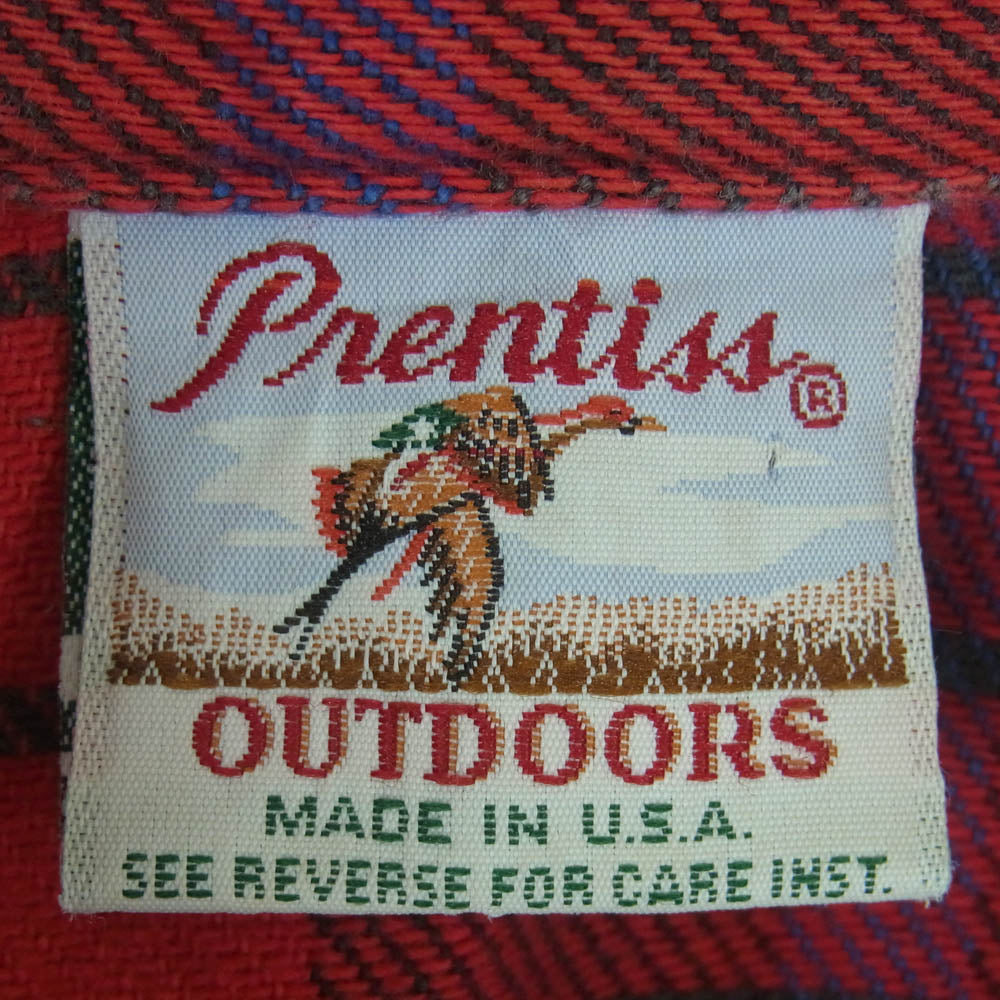 Prentiss®
OUTDOORS
MADE IN U.S.A.
SEE REVERSE FOR CARE INST.